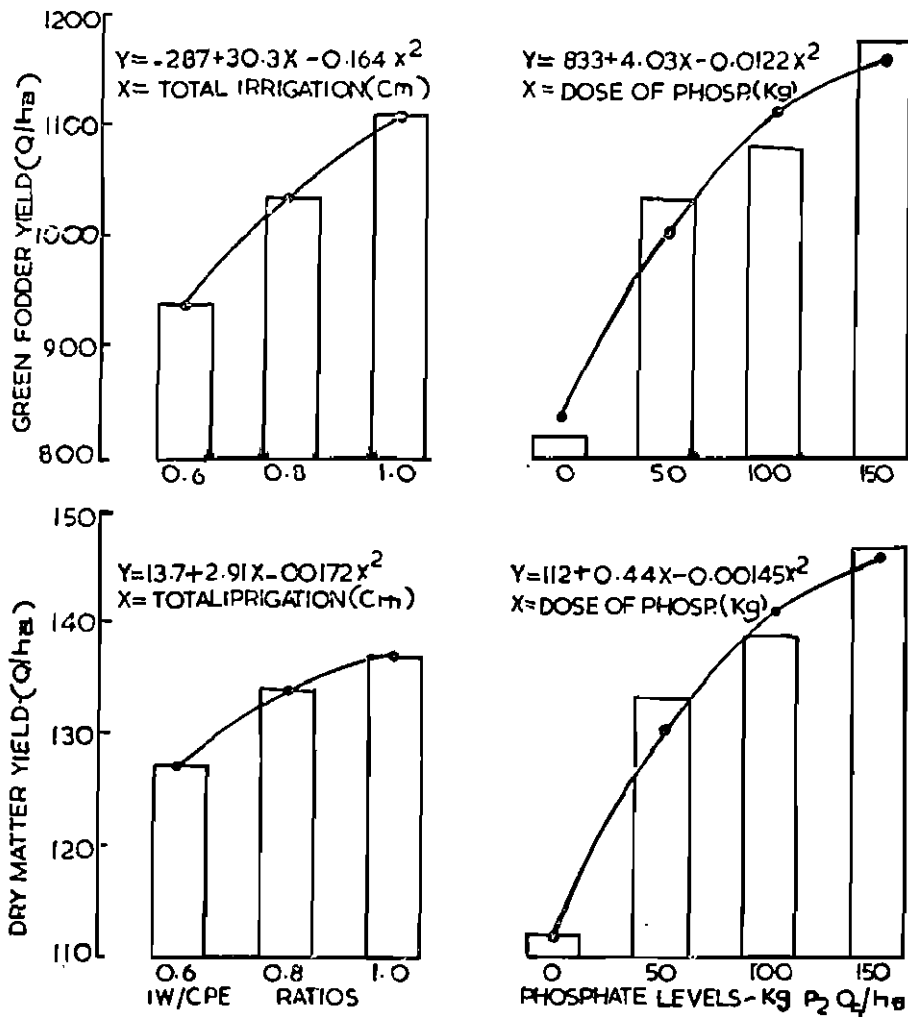 GREEN FODDER YIELD (Q/ha)
1200
1100
1000
900
800
Y=-287+30.3X-0.164X²
X= TOTAL IRRIGATION(Cm)
0.6 0.8 1.0
Y= 833+4.03X-0.0122X²
X= DOSE OF PHOSP.(Kg)
0 50 100 150
DRY MATTER YIELD.(Q/ha)
150
140
130
120
110
Y=13.7+2.91X-00172X²
X= TOTAL IPRIGATION(Cm)
0.6 0.8 1.0
IW/CPE RATIOS
Y=112+0.44X-0.00145X²
X=DOSE OF PHOSP.(Kg)
0 50 100 150
PHOSPHATE LEVELS-Kg P₂ /ha